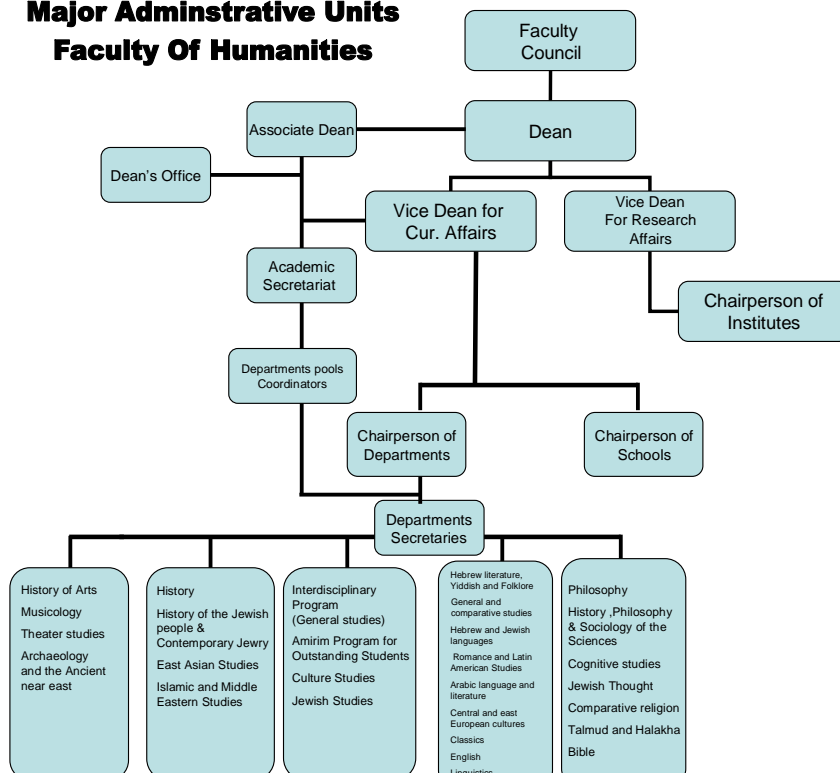 Major Adminstrative Units
Faculty Of Humanities
Faculty
Council
Associate Dean
Dean
Dean's Office
Vice Dean for
Cur. Affairs
Vice Dean
For Research
Affairs
Academic
Secretariat
Chairperson of
Institutes
Departments pools
Coordinators
Chairperson of
Departments
Chairperson of
Schools
Departments
Secretaries
History of Arts
Musicology
Theater studies
Archaeology
and the Ancient
near east
History
History of the Jewish
people &
Contemporary Jewry
East Asian Studies
Islamic and Middle
Eastern Studies
Interdisciplinary
Program
(General studies)
Amirim Program for
Outstanding Students
Culture Studies
Jewish Studies
Hebrew literature,
Yiddish and Folklore
General and
comparative studies
Hebrew and Jewish
languages
Romance and Latin
American Studies
Arabic language and
literature
Central and east
European cultures
Classics
English
Linguistics
Philosophy
History ,Philosophy
& Sociology of the
Sciences
Cognitive studies
Jewish Thought
Comparative religion
Talmud and Halakha
Bible